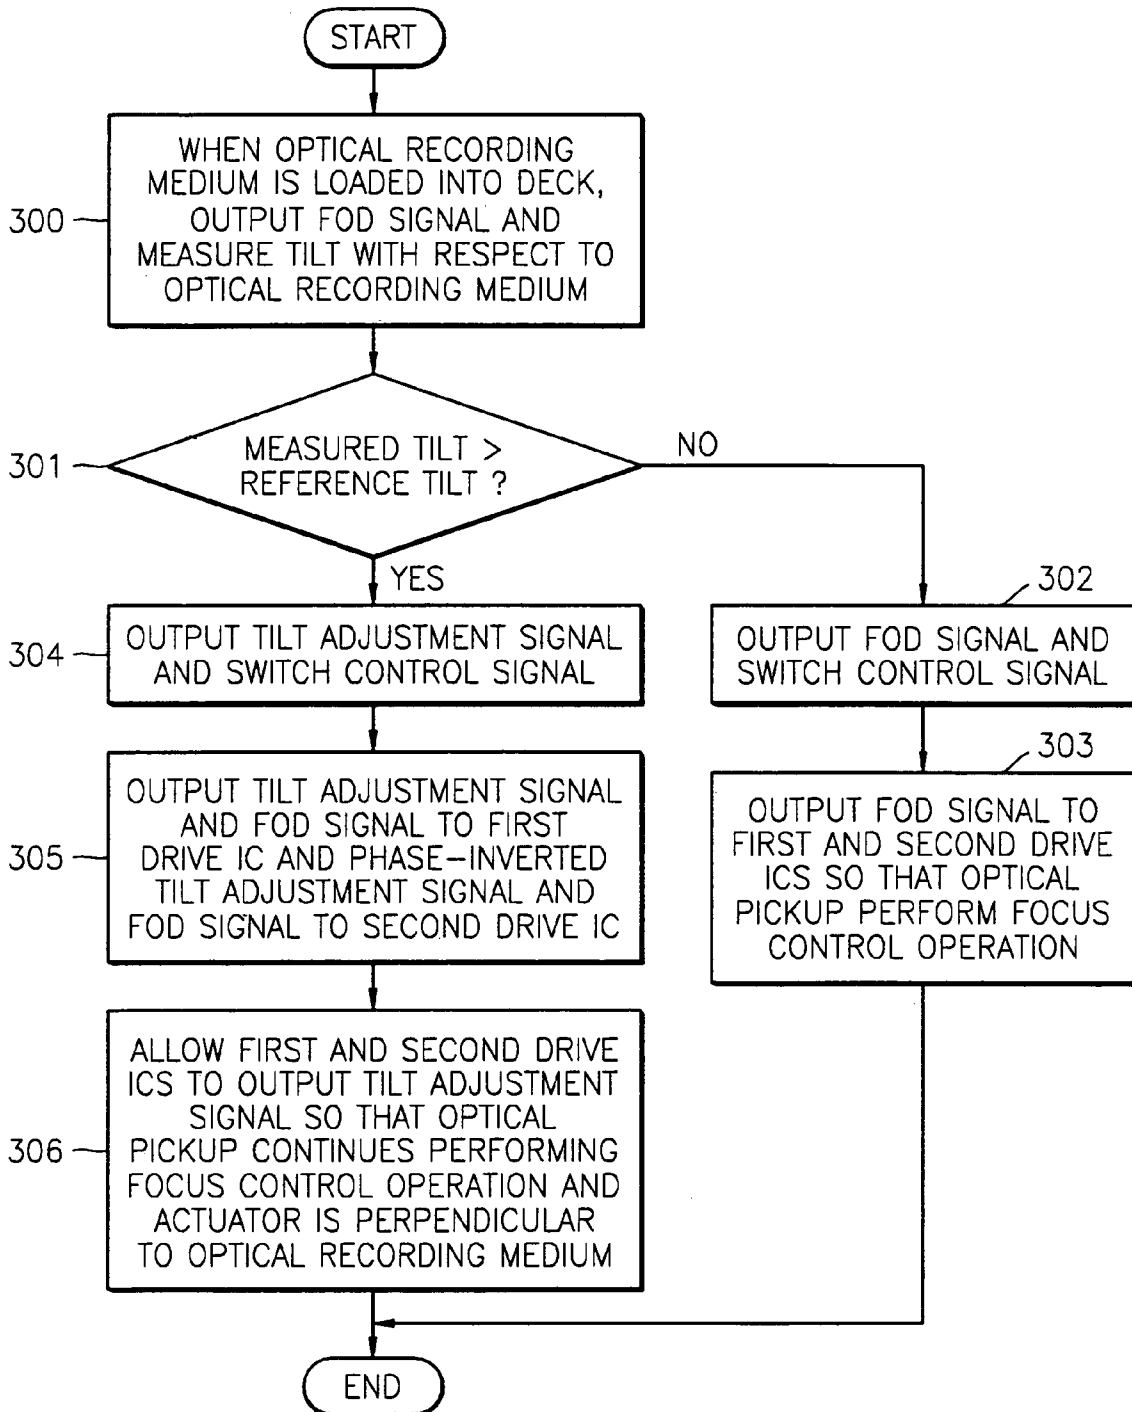 START
WHEN OPTICAL RECORDING
MEDIUM IS LOADED INTO DECK,
OUTPUT FOD SIGNAL AND
MEASURE TILT WITH RESPECT TO
OPTICAL RECORDING MEDIUM
300
MEASURED TILT >
REFERENCE TILT ?
301
NO
YES
302
OUTPUT TILT ADJUSTMENT SIGNAL
AND SWITCH CONTROL SIGNAL
304
OUTPUT FOD SIGNAL AND
SWITCH CONTROL SIGNAL
303
OUTPUT TILT ADJUSTMENT SIGNAL
AND FOD SIGNAL TO FIRST
DRIVE IC AND PHASE-INVERTED
TILT ADJUSTMENT SIGNAL AND
FOD SIGNAL TO SECOND DRIVE IC
305
OUTPUT FOD SIGNAL TO
FIRST AND SECOND DRIVE
ICS SO THAT OPTICAL
PICKUP PERFORM FOCUS
CONTROL OPERATION
ALLOW FIRST AND SECOND DRIVE
ICS TO OUTPUT TILT ADJUSTMENT
SIGNAL SO THAT OPTICAL
PICKUP CONTINUES PERFORMING
FOCUS CONTROL OPERATION AND
ACTUATOR IS PERPENDICULAR
TO OPTICAL RECORDING MEDIUM
306
END